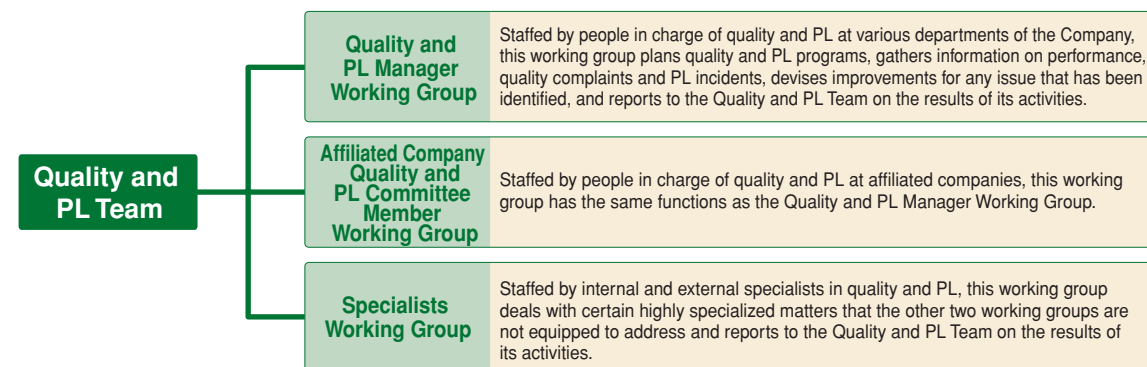 Quality and
PL Team
Quality and
PL Manager
Working Group
Staffed by people in charge of quality and PL at various departments of the Company,
this working group plans quality and PL programs, gathers information on performance,
quality complaints and PL incidents, devises improvements for any issue that has been
identified, and reports to the Quality and PL Team on the results of its activities.
Affiliated Company
Quality and
PL Committee
Member
Working Group
Staffed by people in charge of quality and PL at affiliated companies, this working
group has the same functions as the Quality and PL Manager Working Group.
Specialists
Working Group
Staffed by internal and external specialists in quality and PL, this working group
deals with certain highly specialized matters that the other two working groups are
not equipped to address and reports to the Quality and PL Team on the results of
its activities.